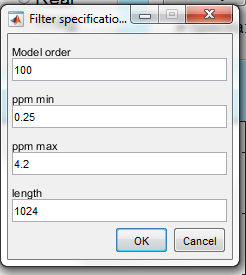 Filter specificatio...
Model order
100
ppm min
0.25
ppm max
4.2
length
1024
OK Cancel